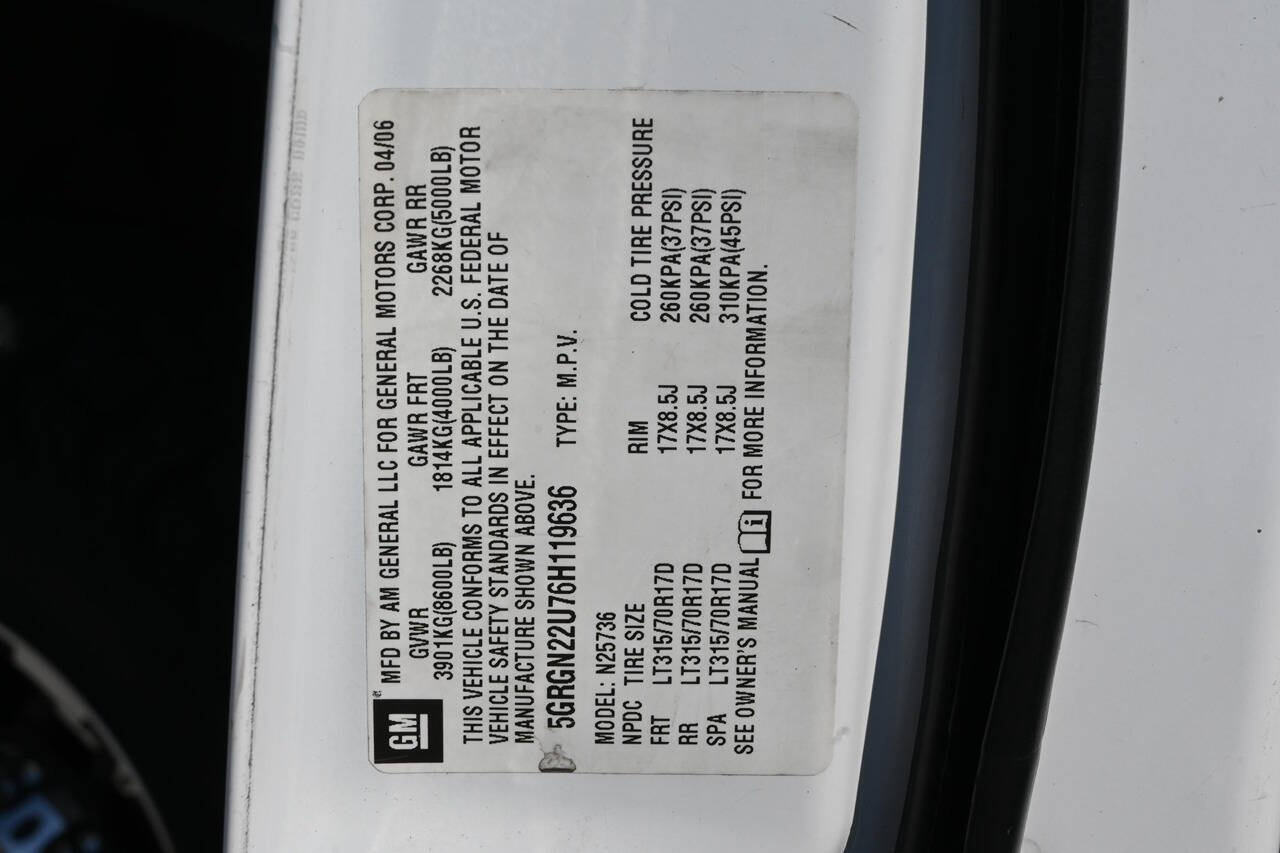 GM® MFD BY AM GENERAL LLC FOR GENERAL MOTORS CORP. 04/06
GVWR GAWR FRT GAWR RR
3901KG(8600LB) 1814KG(4000LB) 2268KG(5000LB)
THIS VEHICLE CONFORMS TO ALL APPLICABLE U.S. FEDERAL MOTOR
VEHICLE SAFETY STANDARDS IN EFFECT ON THE DATE OF
MANUFACTURE SHOWN ABOVE.
5GRGN22U76H119636 TYPE: M.P.V.
MODEL: N25736
NPDC TIRE SIZE RIM COLD TIRE PRESSURE
FRT LT315/70R17D 17X8.5J 260KPA(37PSI)
RR LT315/70R17D 17X8.5J 260KPA(37PSI)
SPA LT315/70R17D 17X8.5J 310KPA(45PSI)
SEE OWNER'S MANUAL i FOR MORE INFORMATION.